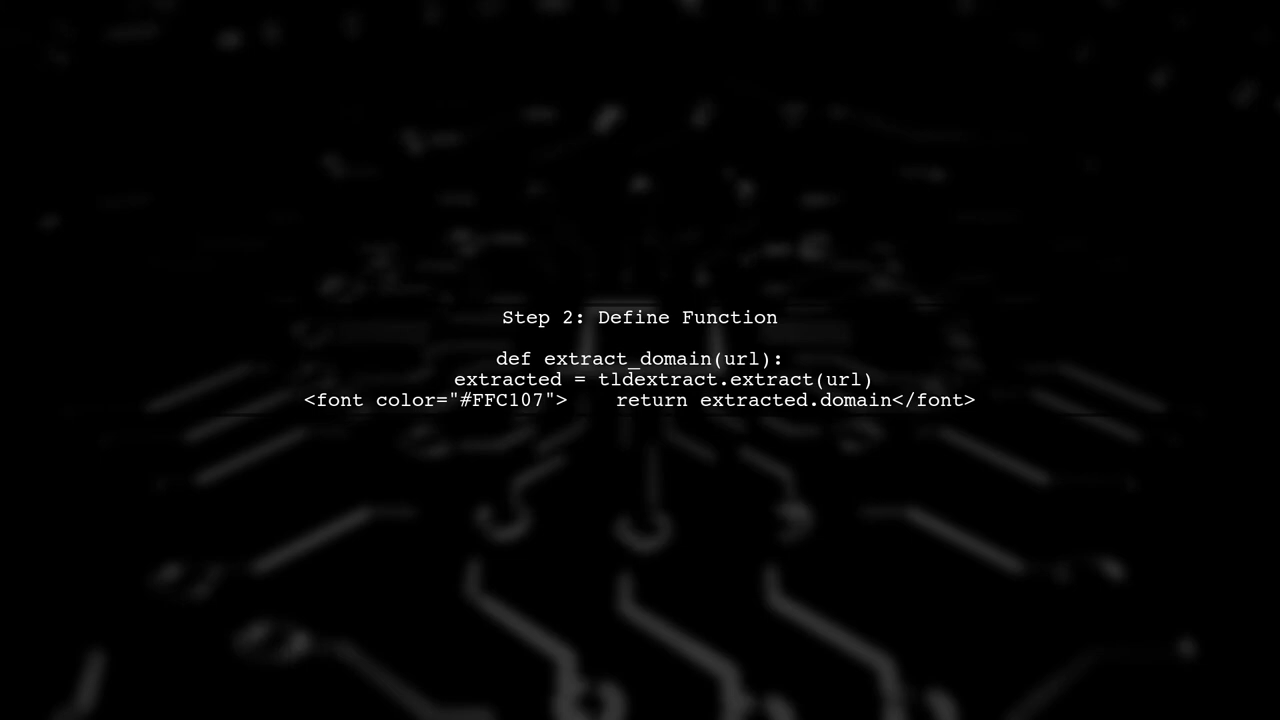 Step 2: Define Function
def extract_domain(url):
extracted = tldextract.extract(url)
<font color="#FFC107">    return extracted.domain</font>